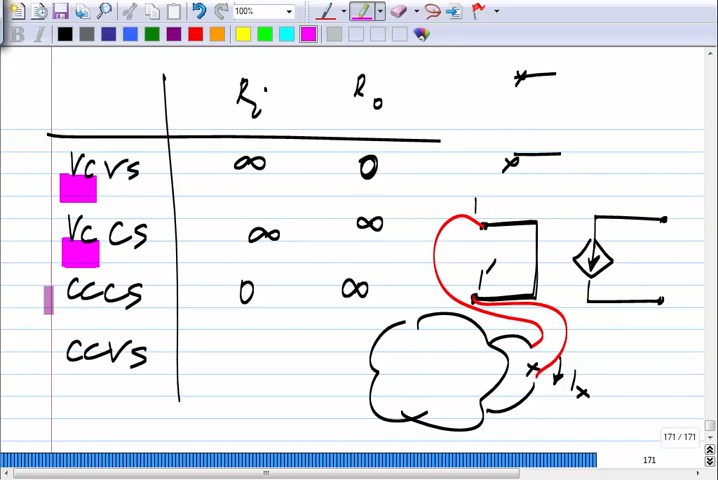 100%
B I
Ri Ro
VCVS ∞ 0
VCCS ∞ ∞
1
1'
CCCS 0 ∞
CCVS
x Ix
171 / 171
171